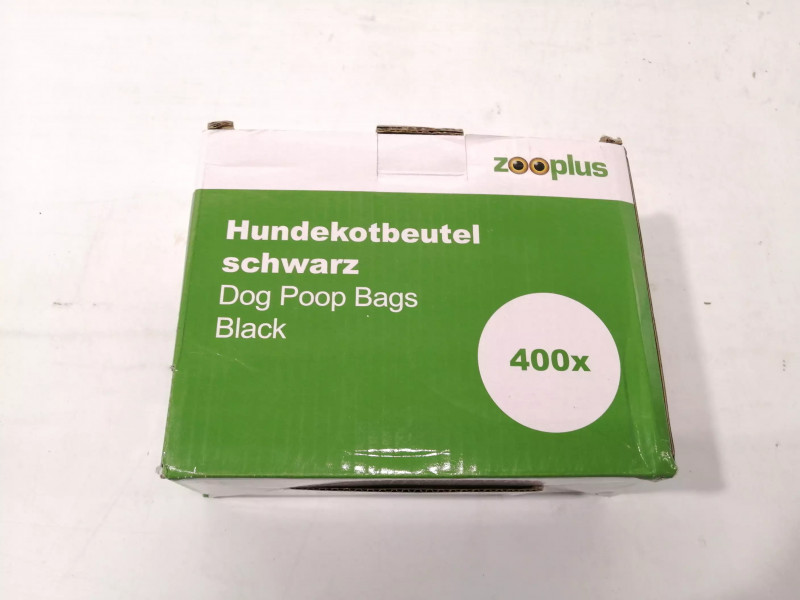 zooplus
Hundekotbeutel
schwarz
Dog Poop Bags
Black
400x